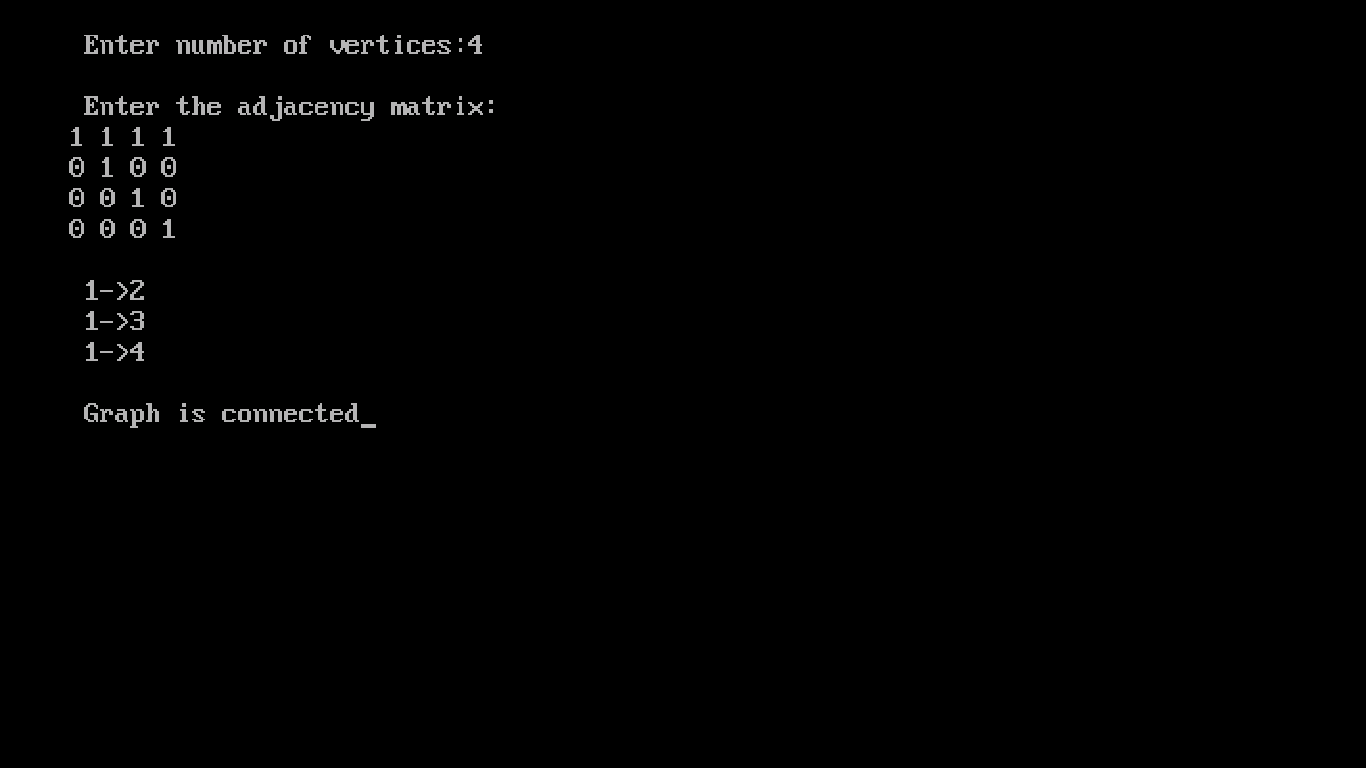 Enter number of vertices:4
Enter the adjacency matrix:
1 1 1 1
0 1 0 0
0 0 1 0
0 0 0 1
1->2
1->3
1->4
Graph is connected_